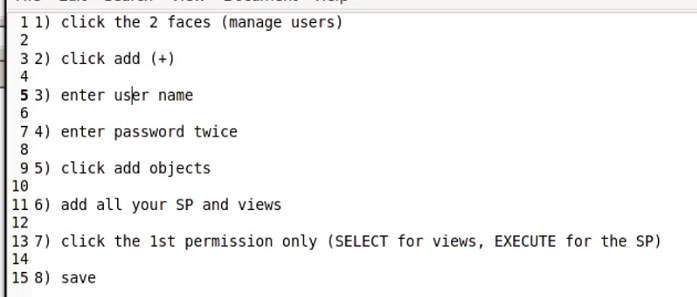 1 1) click the 2 faces (manage users)
2
3 2) click add (+)
4
5 3) enter user name
6
7 4) enter password twice
8
9 5) click add objects
10
11 6) add all your SP and views
12
13 7) click the 1st permission only (SELECT for views, EXECUTE for the SP)
14
15 8) save